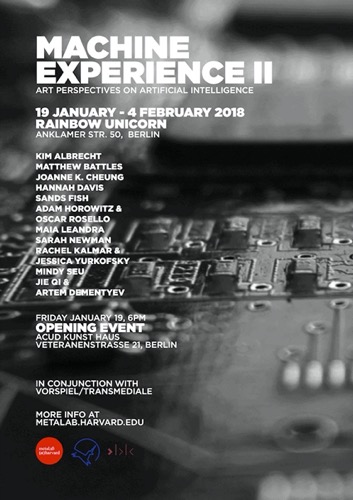 MACHINE
EXPERIENCE II
ART PERSPECTIVES ON ARTIFICIAL INTELLIGENCE
19 JANUARY - 4 FEBRUARY 2018
RAINBOW UNICORN
ANKLAMER STR. 50, BERLIN
KIM ALBRECHT
MATTHEW BATTLES
JOANNE K. CHEUNG
HANNAH DAVIS
SANDS FISH
ADAM HOROWITZ &
OSCAR ROSELLO
MAIA LEANDRA
SARAH NEWMAN
RACHEL KALMAR &
JESSICA YURKOFSKY
MINDY SEU
JIE QI &
ARTEM DEMENTYEV
FRIDAY JANUARY 19, 6PM
OPENING EVENT
ACUD KUNST HAUS
VETERANENSTRASSE 21, BERLIN
IN CONJUNCTION WITH
VORSPIEL/TRANSMEDIALE
MORE INFO AT
METALAB.HARVARD.EDU
metalab
(at)harvard